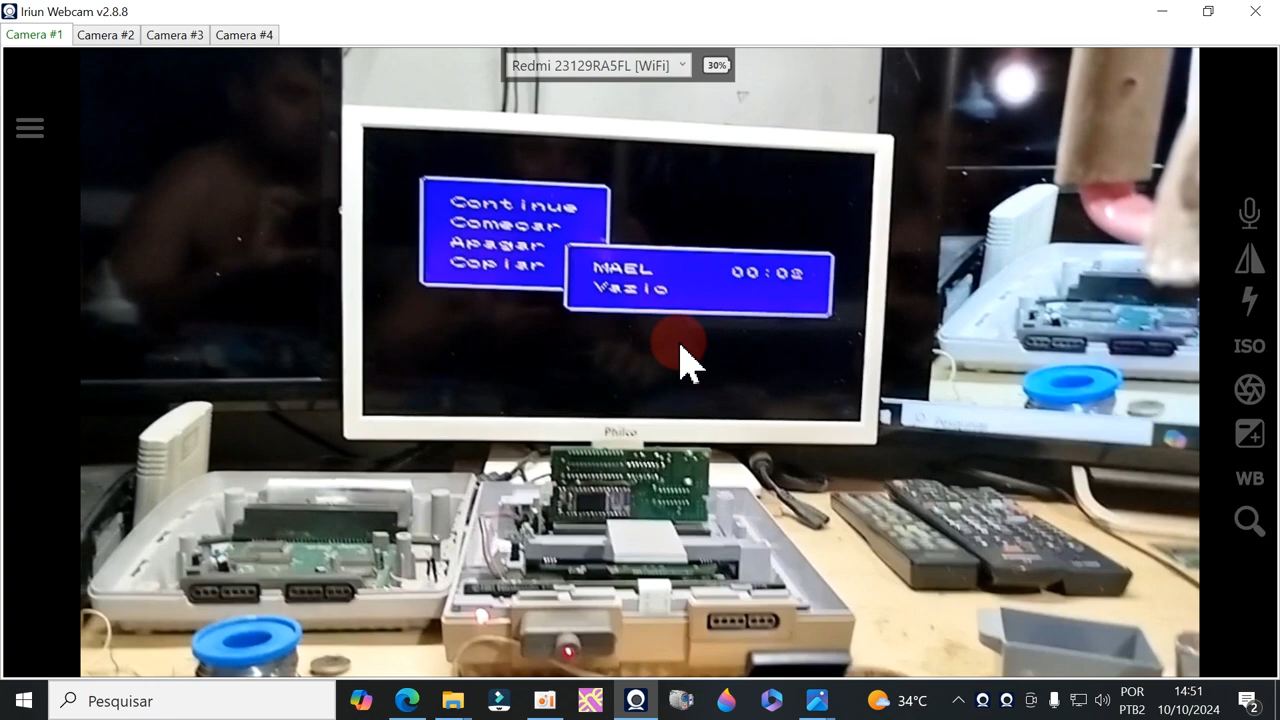 Iriun Webcam v2.8.8
Camera #1
Camera #2
Camera #3
Camera #4
Redmi 23129RA5FL [WiFi]
30%
Continue
Comecar
Apagar
Copiar
MAEL 00:02
Vazio
Philco
Pesquisar
ISO
WB
Pesquisar
34°C
POR
PTB2
14:51
10/10/2024
2